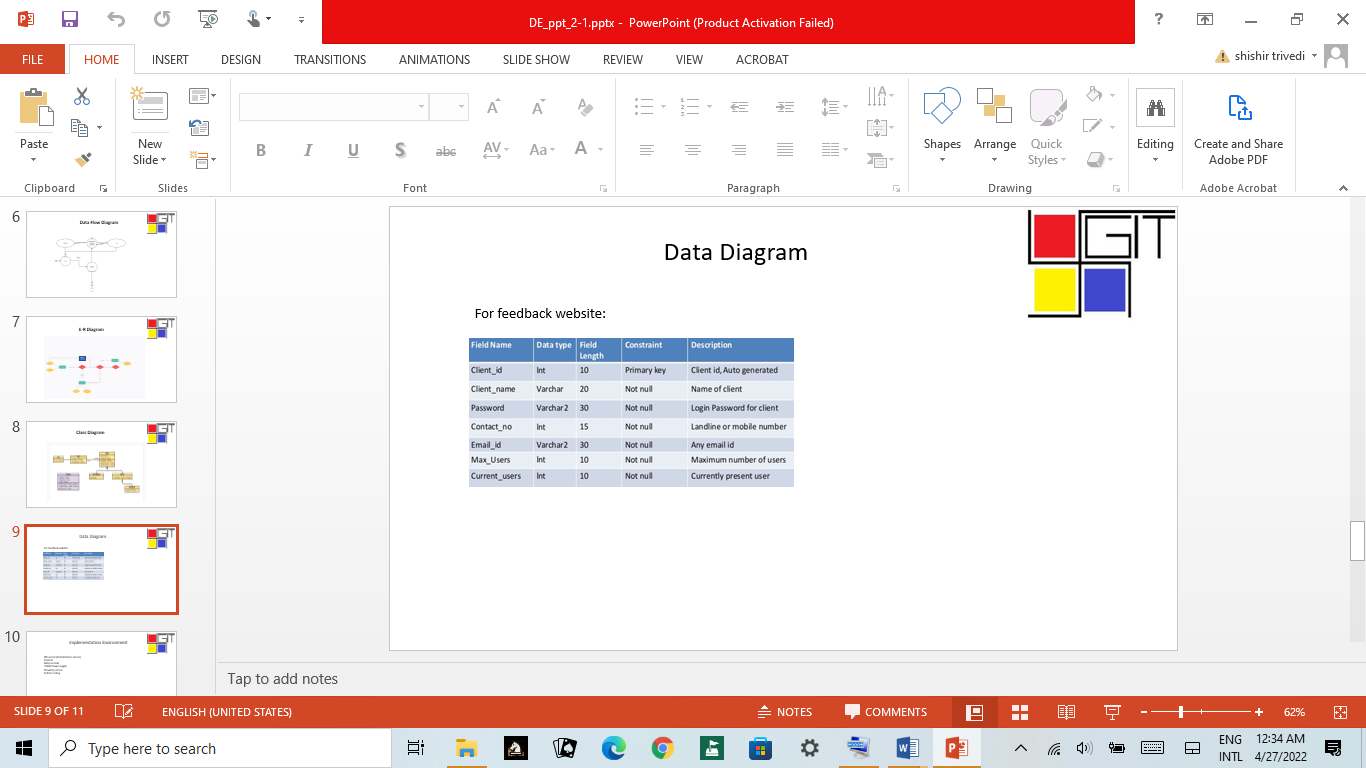 DE_ppt_2-1.pptx - PowerPoint (Product Activation Failed)
FILE HOME INSERT DESIGN TRANSITIONS ANIMATIONS SLIDE SHOW REVIEW VIEW ACROBAT shishir trivedi
Paste
New Slide
B I U S abc AV Aa A
Shapes Arrange Quick Styles
Editing
Create and Share Adobe PDF
Clipboard Slides Font Paragraph Drawing Adobe Acrobat
6 Data Flow Diagram GIT
7 E-R Diagram GIT
8 Class Diagram GIT
9 Data Diagram GIT
10 Implementation Environment GIT
GIT
Data Diagram
For feedback website:
Field Name Data type Field Length Constraint Description
Client_id Int 10 Primary key Client id, Auto generated
Client_name Varchar 20 Not null Name of client
Password Varchar2 30 Not null Login Password for client
Contact_no Int 15 Not null Landline or mobile number
Email_id Varchar2 30 Not null Any email id
Max_Users Int 10 Not null Maximum number of users
Current_users Int 10 Not null Currently present user
Tap to add notes
SLIDE 9 OF 11 ENGLISH (UNITED STATES) NOTES COMMENTS 62%
Type here to search
ENG 12:34 AM
INTL 4/27/2022